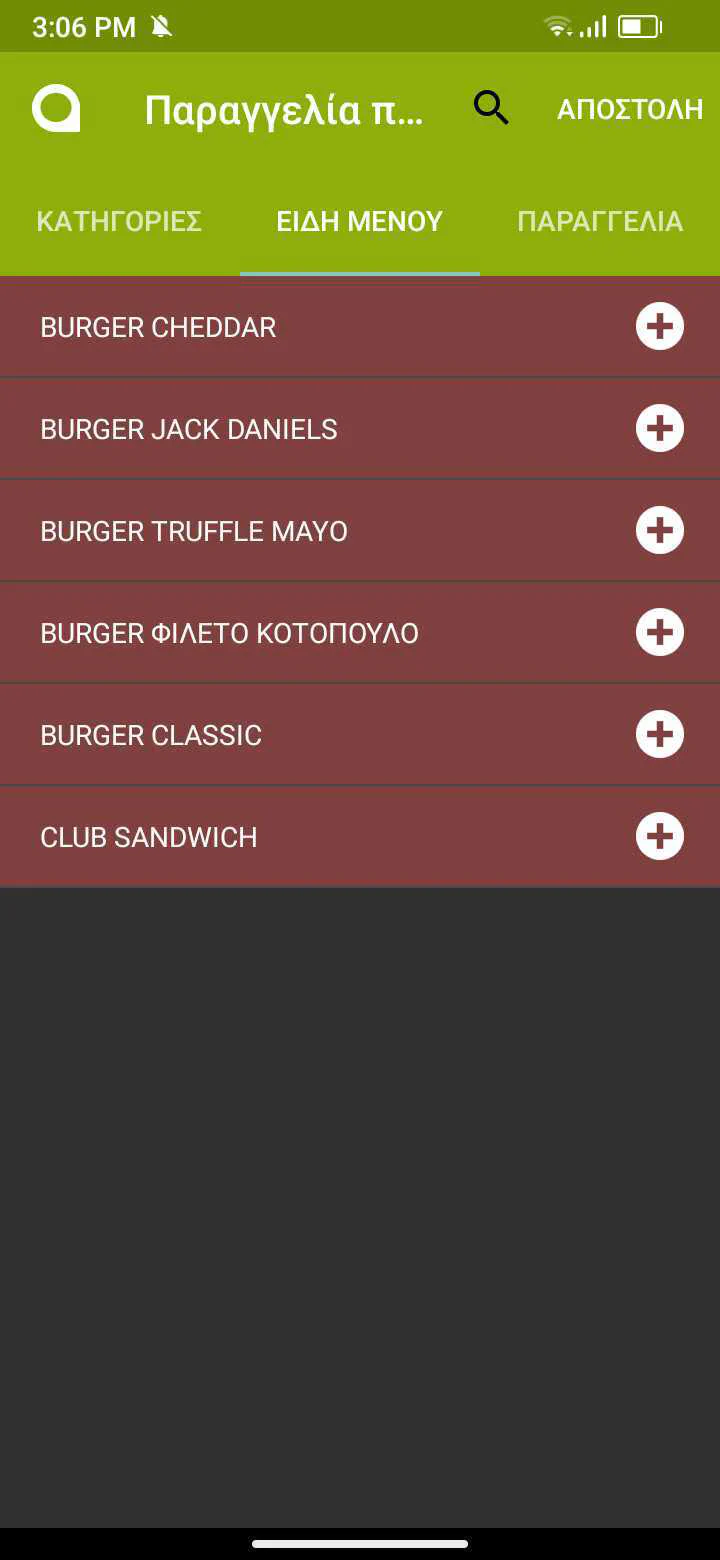 3:06 PM
Παραγγελία π...
ΑΠΟΣΤΟΛΗ
ΚΑΤΗΓΟΡΙΕΣ
ΕΙΔΗ ΜΕΝΟΥ
ΠΑΡΑΓΓΕΛΙΑ
BURGER CHEDDAR
BURGER JACK DANIELS
BURGER TRUFFLE MAYO
BURGER ΦΙΛΕΤΟ ΚΟΤΟΠΟΥΛΟ
BURGER CLASSIC
CLUB SANDWICH